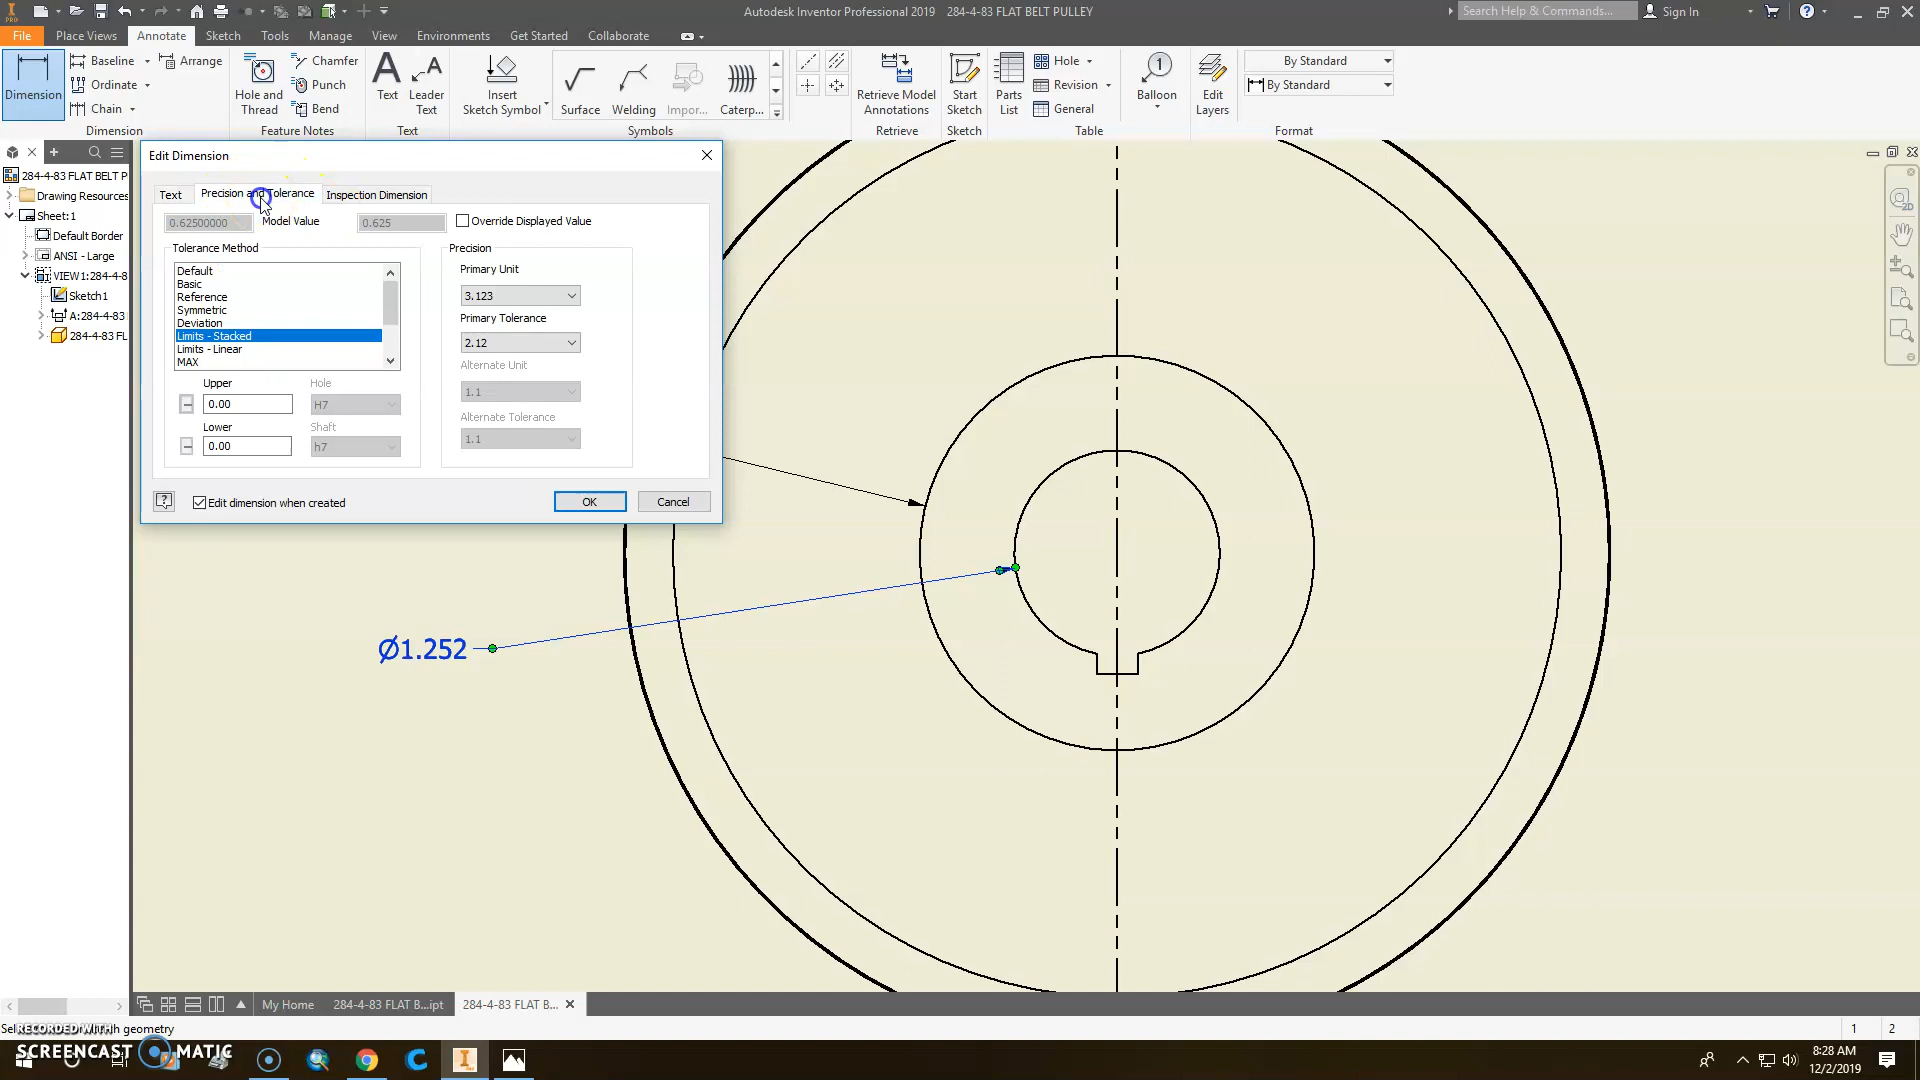 Autodesk Inventor Professional 2019   284-4-83 FLAT BELT PULLEY
Search Help & Commands...
Sign In
File
Place Views
Annotate
Sketch
Tools
Manage
View
Environments
Get Started
Collaborate
Dimension
Baseline
Ordinate
Chain
Arrange
Dimension
Hole and
Thread
Chamfer
Punch
Bend
Feature Notes
Text
Leader
Text
Text
Insert
Sketch Symbol
Surface
Welding
Impor...
Caterp...
Symbols
Retrieve Model
Annotations
Retrieve
Start
Sketch
Sketch
Parts
List
Hole
Revision
General
Table
1
Balloon
Edit
Layers
By Standard
By Standard
Format
284-4-83 FLAT BELT P
Drawing Resources
Sheet:1
Default Border
ANSI - Large
VIEW1:284-4-8
Sketch1
A:284-4-83
284-4-83 FL
Edit Dimension
Text
Precision and Tolerance
Inspection Dimension
0.62500000
Model Value
0.625
Override Displayed Value
Tolerance Method
Default
Basic
Reference
Symmetric
Deviation
Limits - Stacked
Limits - Linear
MAX
Upper
0.00
Lower
0.00
Hole
H7
Shaft
h7
Precision
Primary Unit
3.123
Primary Tolerance
2.12
Alternate Unit
1.1
Alternate Tolerance
1.1
Edit dimension when created
OK
Cancel
Ø1.252
My Home
284-4-83 FLAT B...ipt
284-4-83 FLAT B...
geometry
1
2
RECORDED WITH
SCREENCAST MATIC
8:28 AM
12/2/2019